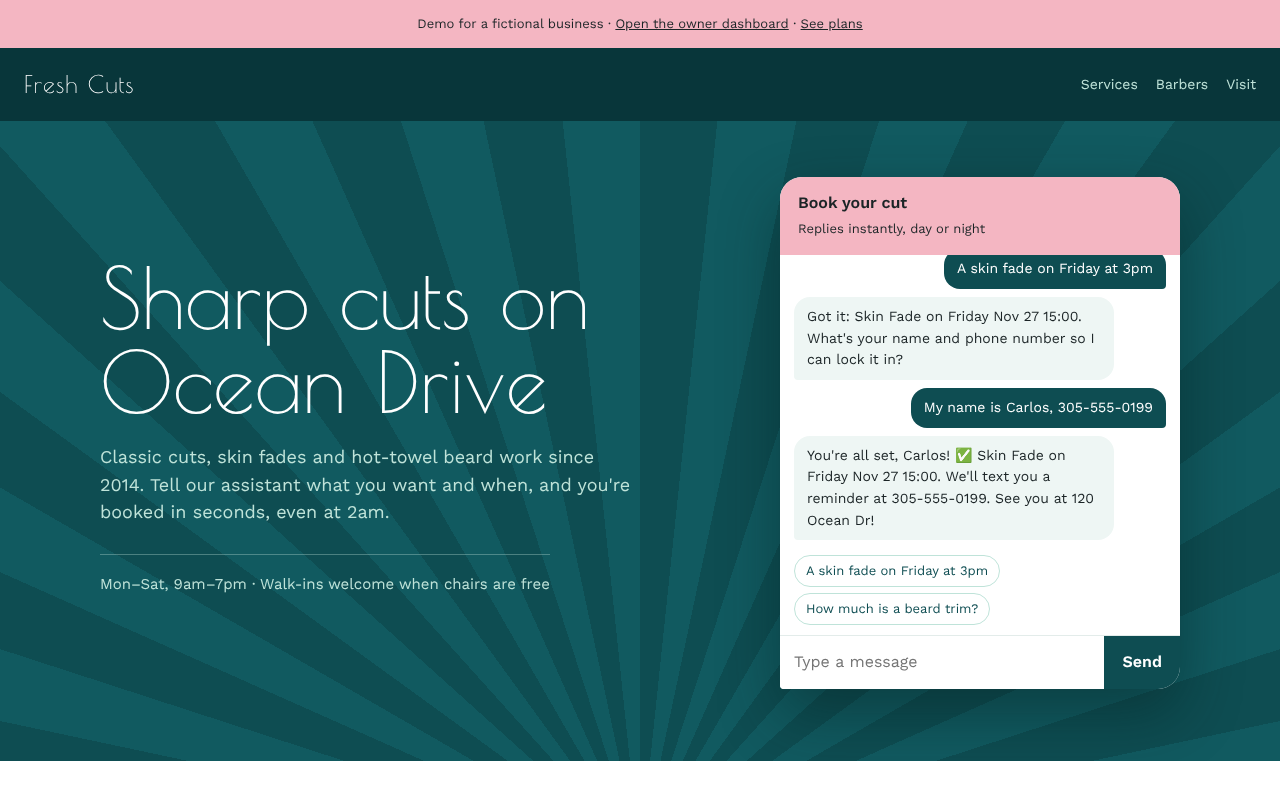 Demo for a fictional business · Open the owner dashboard · See plans
Fresh Cuts
Services Barbers Visit
Sharp cuts on
Ocean Drive
Classic cuts, skin fades and hot-towel beard work since
2014. Tell our assistant what you want and when, and you're
booked in seconds, even at 2am.
Mon–Sat, 9am–7pm · Walk-ins welcome when chairs are free
Book your cut
Replies instantly, day or night
A skin fade on Friday at 3pm
Got it: Skin Fade on Friday Nov 27 15:00.
What's your name and phone number so I
can lock it in?
My name is Carlos, 305-555-0199
You're all set, Carlos! ✅ Skin Fade on
Friday Nov 27 15:00. We'll text you a
reminder at 305-555-0199. See you at 120
Ocean Dr!
A skin fade on Friday at 3pm
How much is a beard trim?
Type a message
Send